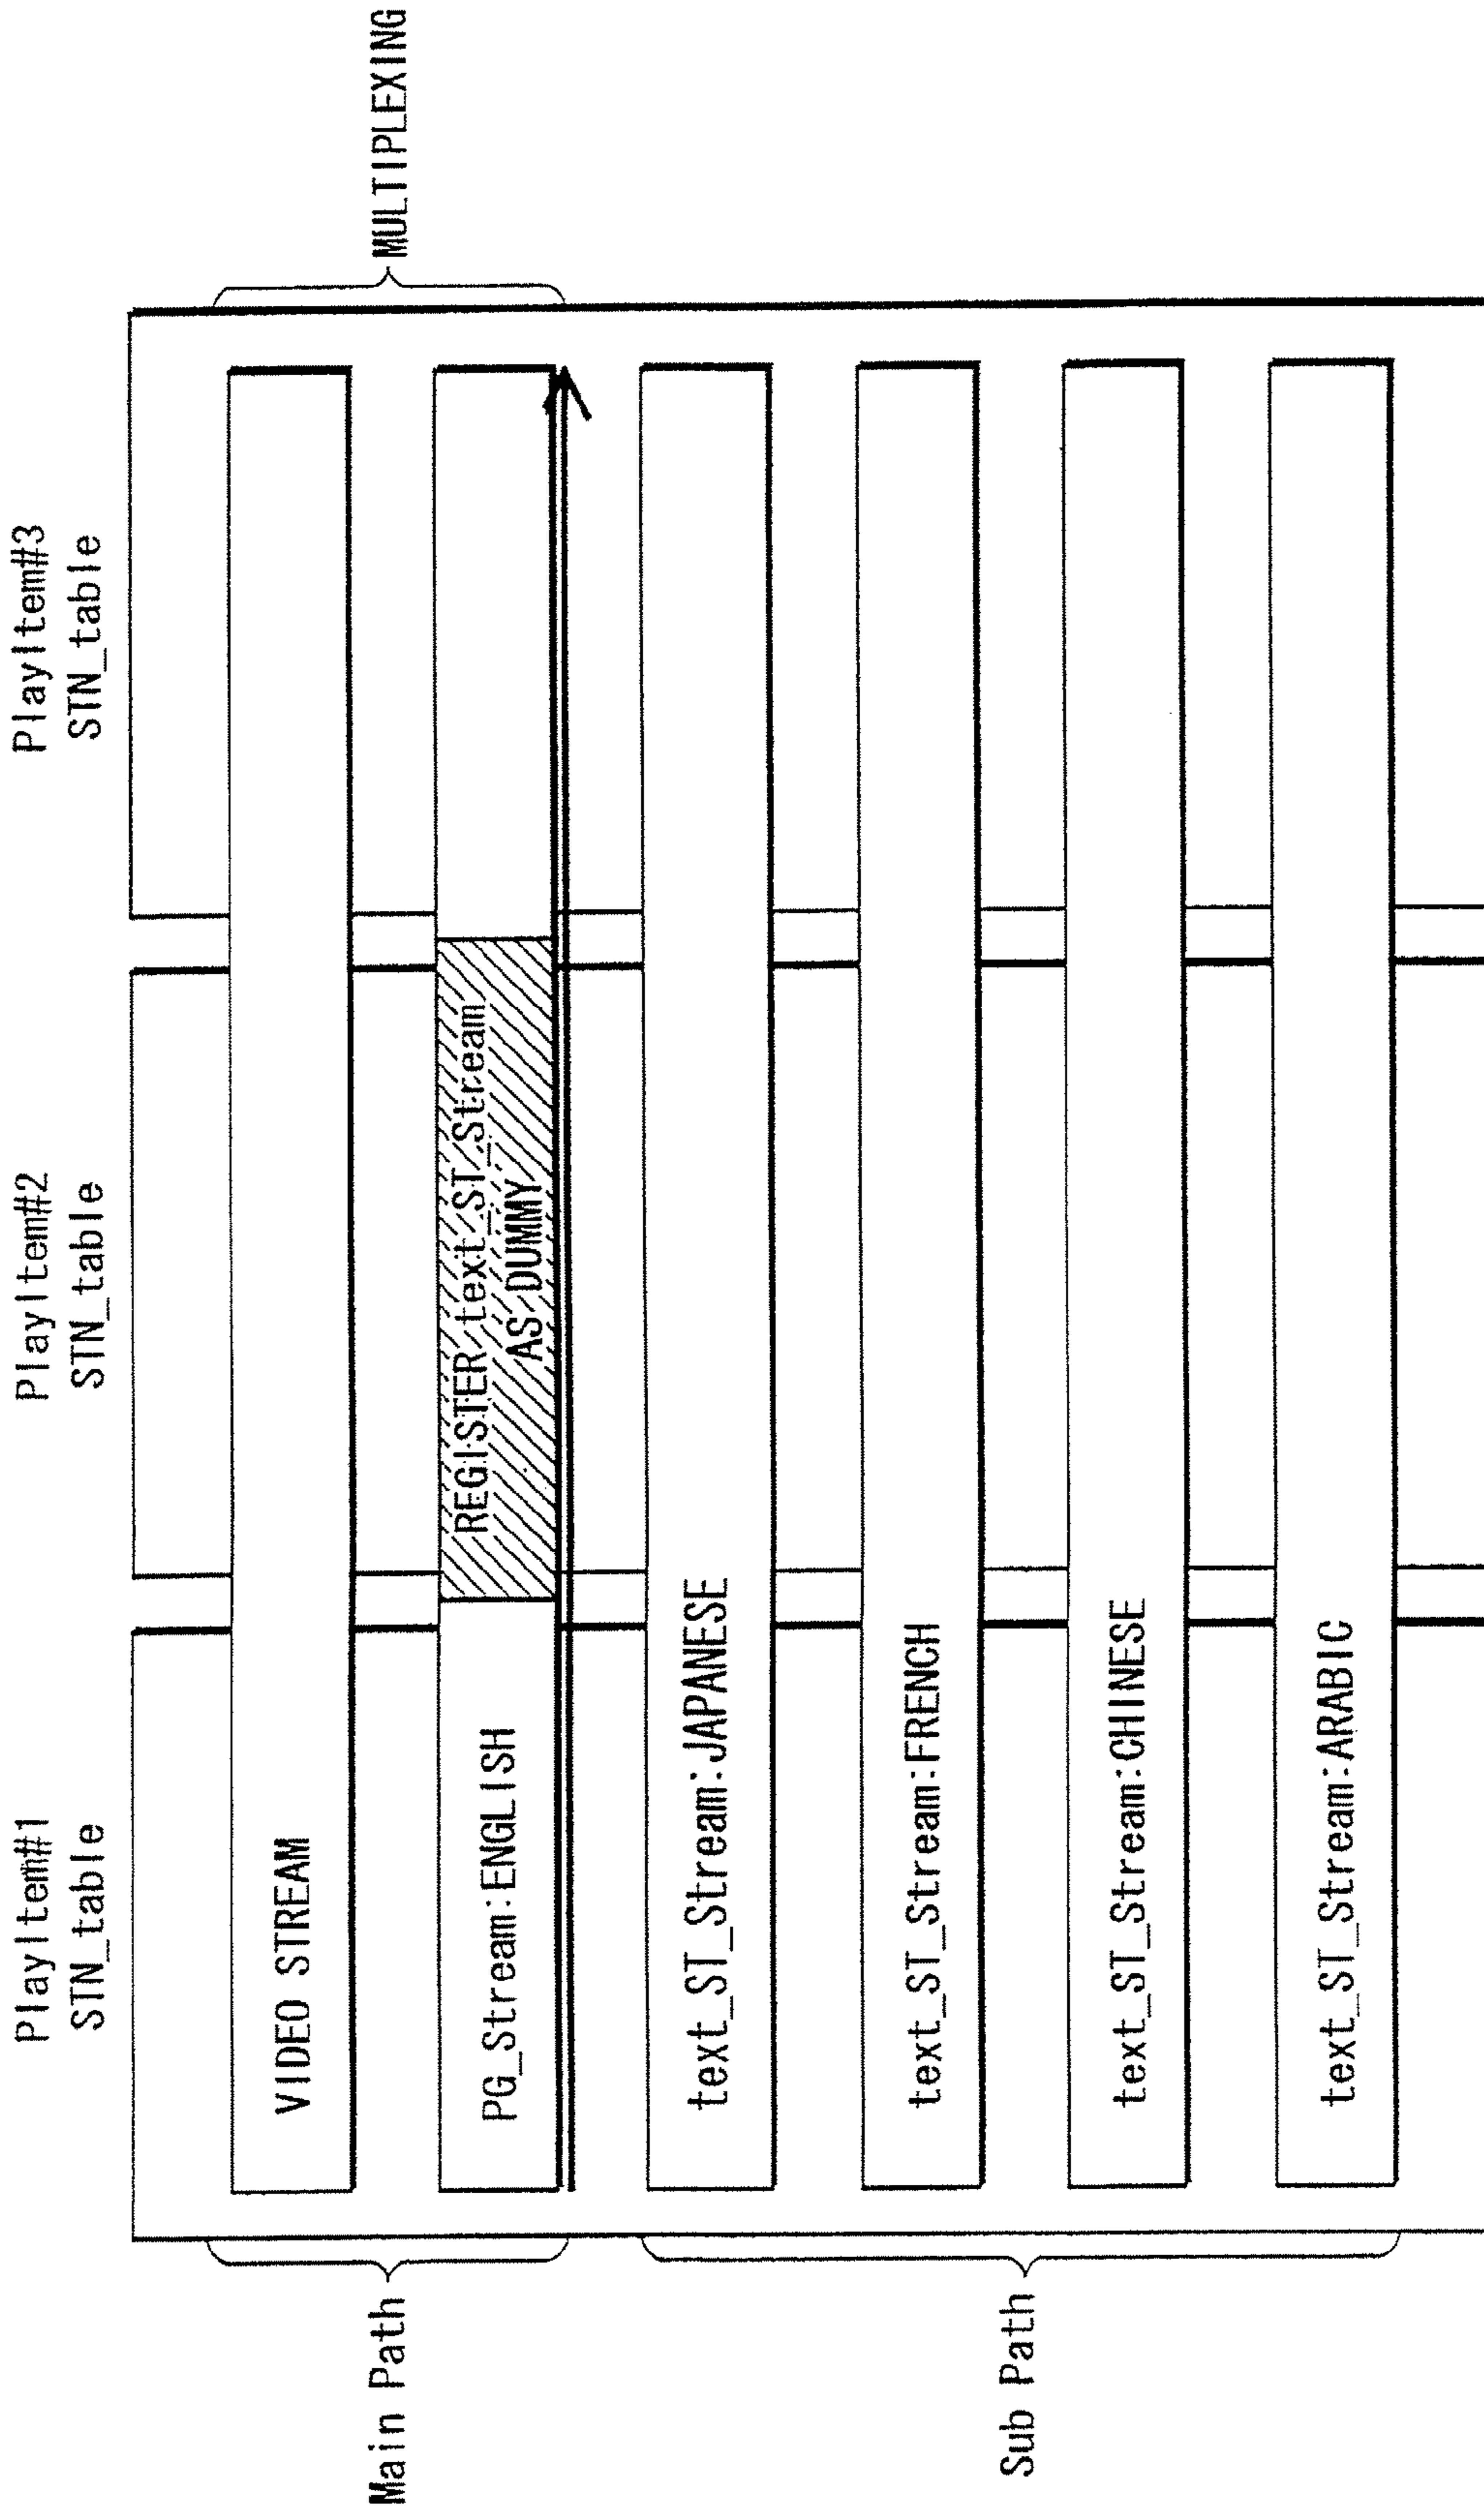 PlayItem#1
STN_table
PlayItem#2
STN_table
PlayItem#3
STN_table
Main Path
VIDEO STREAM
PG_Stream:ENGLISH
REGISTER text_ST_Stream
AS DUMMY
MULTIPLEXING
Sub Path
text_ST_Stream:JAPANESE
text_ST_Stream:FRENCH
text_ST_Stream:CHINESE
text_ST_Stream:ARABIC